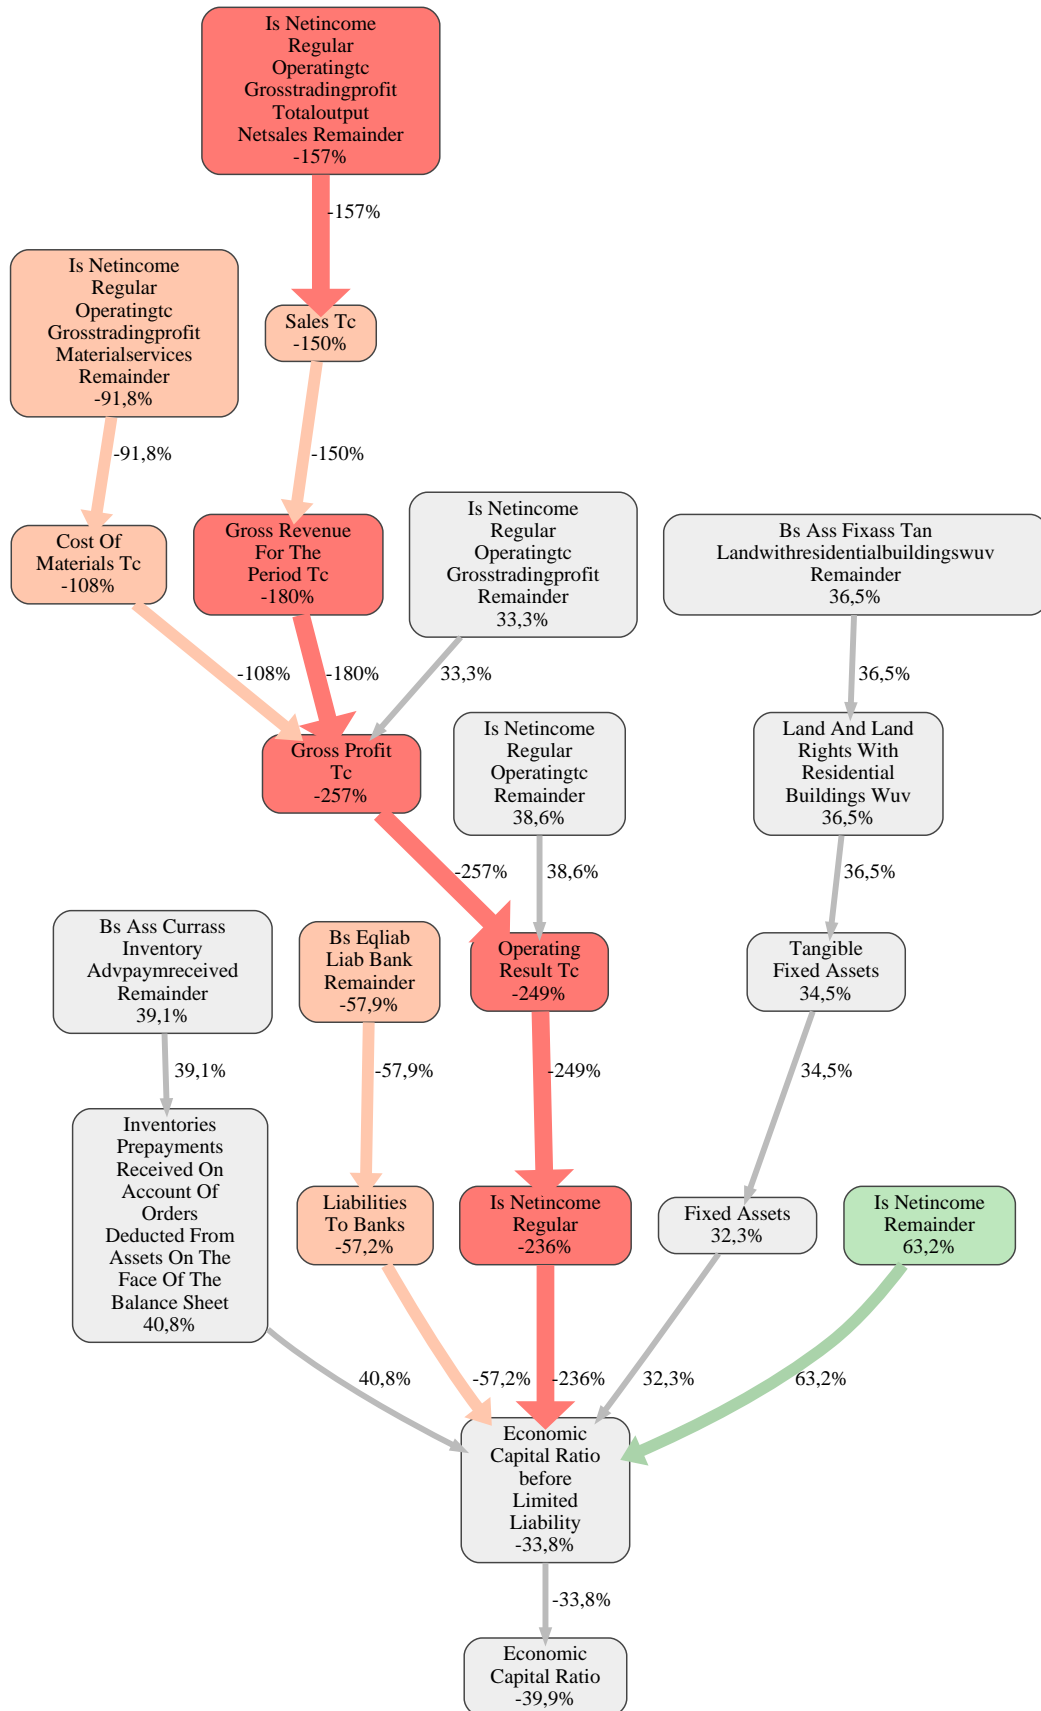 Is Netincome
Regular
Operatingtc
Grosstradingprofit
Totaloutput
Netsales Remainder
-157%
-157%
Is Netincome
Regular
Operatingtc
Grosstradingprofit
Materialservices
Remainder
-91,8%
Sales Tc
-150%
-91,8%
-150%
Cost Of
Materials Tc
-108%
Gross Revenue
For The
Period Tc
-180%
Is Netincome
Regular
Operatingtc
Grosstradingprofit
Remainder
33,3%
Bs Ass Fixass Tan
Landwithresidentialbuildingswuv
Remainder
36,5%
-108%
-180%
33,3%
36,5%
Gross Profit
Tc
-257%
Is Netincome
Regular
Operatingtc
Remainder
38,6%
Land And Land
Rights With
Residential
Buildings Wuv
36,5%
-257%
38,6%
36,5%
Bs Ass Currass
Inventory
Advpaymreceived
Remainder
39,1%
Bs Eqliab
Liab Bank
Remainder
-57,9%
Operating
Result Tc
-249%
Tangible
Fixed Assets
34,5%
39,1%
-57,9%
-249%
34,5%
Inventories
Prepayments
Received On
Account Of
Orders
Deducted From
Assets On The
Face Of The
Balance Sheet
40,8%
Liabilities
To Banks
-57,2%
Is Netincome
Regular
-236%
Fixed Assets
32,3%
Is Netincome
Remainder
63,2%
40,8%
-57,2%
-236%
32,3%
63,2%
Economic
Capital Ratio
before
Limited
Liability
-33,8%
-33,8%
Economic
Capital Ratio
-39,9%